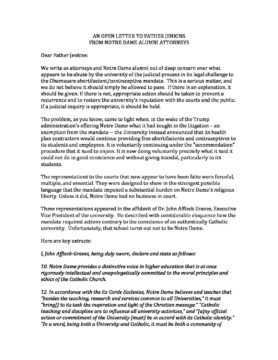 AN OPEN LETTER TO FATHER JENKINS
FROM NOTRE DAME ALUMNI ATTORNEYS
Dear Father Jenkins:
We write as attorneys and Notre Dame alumni out of deep concern over what
appears to be abuse by the university of the judicial process in its legal challenge to
the Obamacare abortifacient/contraceptive mandate. This is a serious matter, and
we do not believe it should simply be allowed to pass. If there is an explanation, it
should be given. If there is not, appropriate action should be taken to prevent a
recurrence and to restore the university's reputation with the courts and the public.
If a judicial inquiry is appropriate, it should be held.
The problem, as you know, came to light when, in the wake of the Trump
administration's offering Notre Dame what it had sought in the litigation – an
exemption from the mandate – the University instead announced that its health
plan contractors would continue providing free abortifacients and contraceptives to
its students and employees. It is voluntarily continuing under the "accommodation"
procedure that it sued to enjoin. It is now doing voluntarily precisely what it said it
could not do in good conscience and without giving scandal, particularly to its
students.
The representations to the courts that now appear to have been false were forceful,
multiple, and essential. They were designed to show in the strongest possible
language that the mandate imposed a substantial burden on Notre Dame's religious
liberty. Unless it did, Notre Dame had no business in court.
These representations appeared in the affidavit of Dr. John Affleck Graves, Executive
Vice President of the university. He described with considerable eloquence how the
mandate required actions contrary to the conscience of an authentically Catholic
university. Unfortunately, that school turns out not to be Notre Dame.
Here are key extracts:
I, John Affleck-Graves, being duly sworn, declare and state as follows:
10. Notre Dame provides a distinctive voice in higher education that is at once
rigorously intellectual and unapologetically committed to the moral principles and
ethics of the Catholic Church.
12. In accordance with the Ex Corde Ecclesiae, Notre Dame believes and teaches that
"besides the teaching, research and services common to all Universities," it must
"bring[] to its task the inspiration and light of the Christian message." "Catholic
teaching and discipline are to influence all university activities," and "[a]ny official
action or commitment of the University [must] be in accord with its Catholic identity."
"In a word, being both a University and Catholic, it must be both a community of